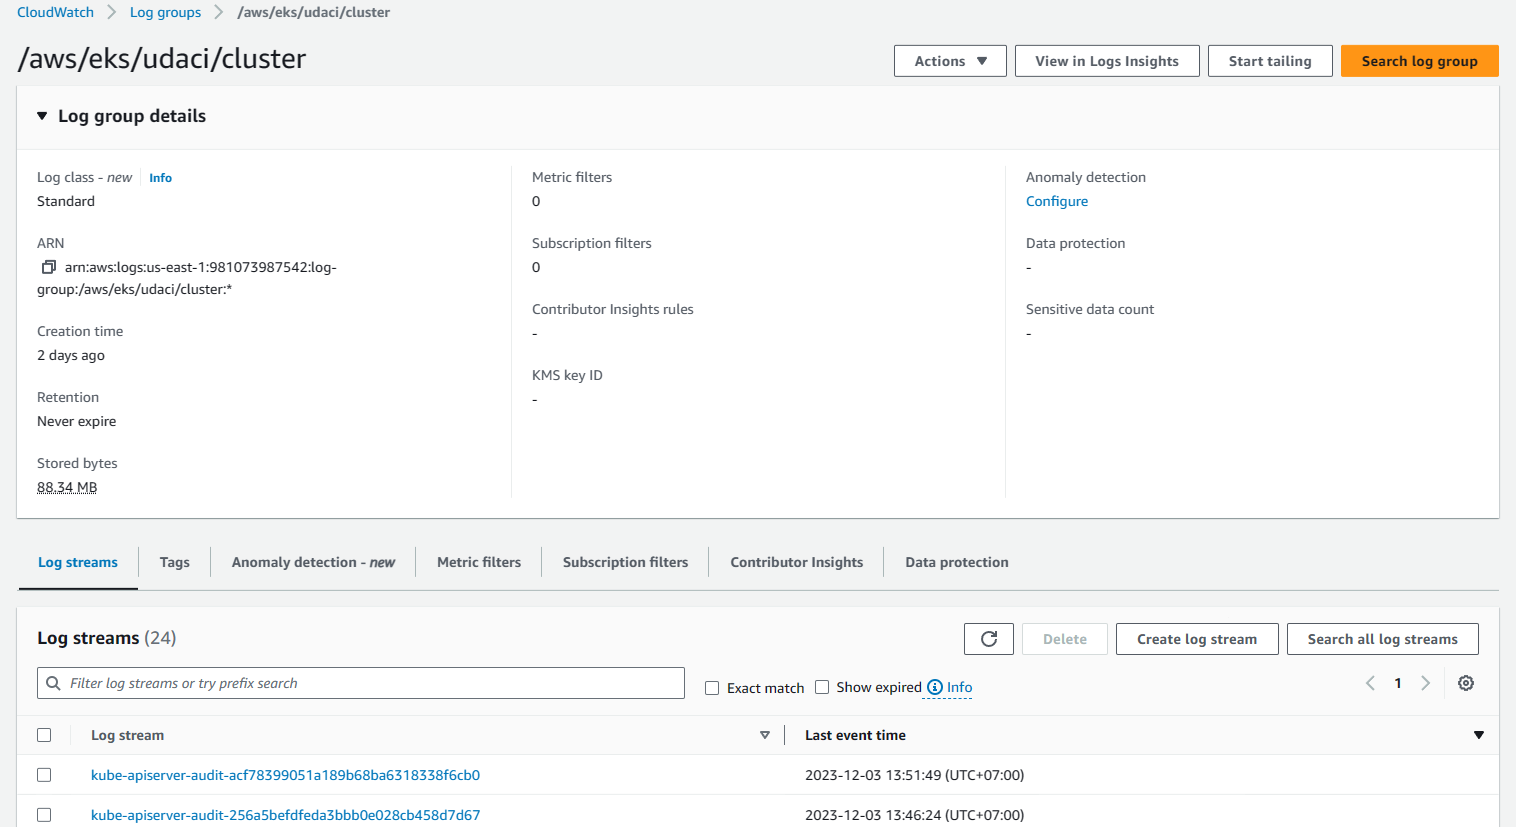 CloudWatch > Log groups > /aws/eks/udaci/cluster
/aws/eks/udaci/cluster
Actions ▼ View in Logs Insights Start tailing Search log group
▼ Log group details
Log class - new Info
Standard
ARN
arn:aws:logs:us-east-1:981073987542:log-
group:/aws/eks/udaci/cluster:*
Creation time
2 days ago
Retention
Never expire
Stored bytes
88.34 MB
Metric filters
0
Subscription filters
0
Contributor Insights rules
-
KMS key ID
-
Anomaly detection
Configure
Data protection
-
Sensitive data count
-
Log streams Tags Anomaly detection - new Metric filters Subscription filters Contributor Insights Data protection
Log streams (24)
Delete Create log stream Search all log streams
Filter log streams or try prefix search Exact match Show expired Info < 1 >
Log stream Last event time
kube-apiserver-audit-acf78399051a189b68ba6318338f6cb0 2023-12-03 13:51:49 (UTC+07:00)
kube-apiserver-audit-256a5befdfeda3bbb0e028cb458d7d67 2023-12-03 13:46:24 (UTC+07:00)